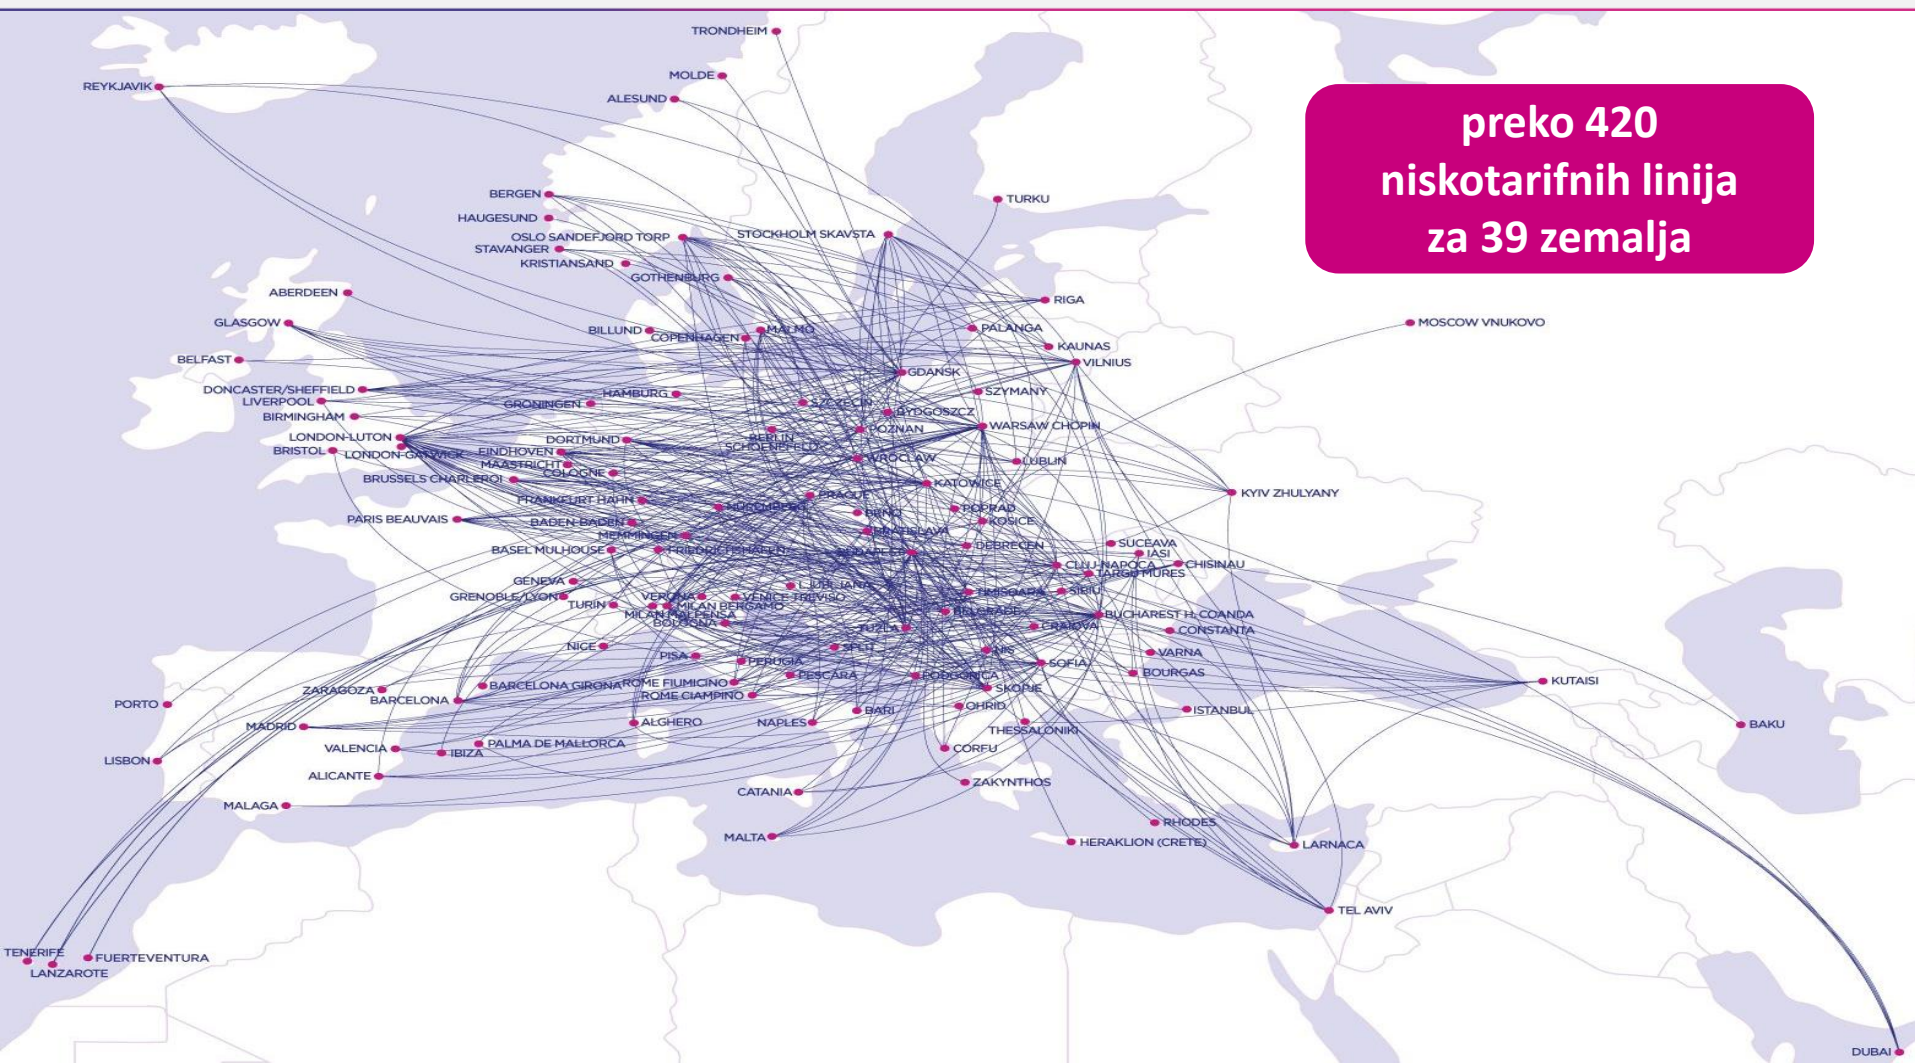 TRONDHEIM
MOLDE
REYKJAVIK
ALESUND
preko 420
niskotarifnih linija
za 39 zemalja
BERGEN
TURKU
HAUGESUND
OSLO SANDEFJORD TORP
STOCKHOLM SKAVSTA
STAVANGER
KRISTIANSAND
GOTHENBURG
ABERDEEN
RIGA
GLASGOW
MOSCOW VNUKOVO
BILLUND
MALMO
PALANGA
COPENHAGEN
KAUNAS
BELFAST
VILNIUS
GDANSK
DONCASTER/SHEFFIELD
HAMBURG
SZYMANY
LIVERPOOL
GRONINGEN
SZCZECIN
BIRMINGHAM
BYDGOSZCZ
WARSAW CHOPIN
POZNAN
LONDON-LUTON
DORTMUND
BERLIN
SCHOENEFELD
BRISTOL
LONDON-GATWICK
EINDHOVEN
WROCLAW
LUBLIN
MAASTRICHT
COLOGNE
BRUSSELS CHARLEROI
KATOWICE
KYIV ZHULYANY
FRANKFURT HAHN
PRAGUE
NUREMBERG
POPRAD
BRNO
PARIS BEAUVAIS
BADEN BADEN
KOSICE
BRATISLAVA
MEMMINGEN
BASEL MULHOUSE
FRIEDRICHSHAFEN
BUDAPEST
DEBRECEN
SUCEAVA
IASI
CLUJ-NAPOCA
CHISINAU
TARGU MURES
GENEVA
LJUBLJANA
GRENOBLE/LYON
VERONA
VENICE TREVISO
TIMISOARA
SIBIU
TURIN
MILAN BERGAMO
MILAN MALPENSA
BELGRADE
BUCHAREST H. COANDA
BOLOGNA
TUZLA
CRAIOVA
CONSTANTA
NICE
SPLIT
NIS
VARNA
PISA
PERUGIA
SOFIA
BOURGAS
PESCARA
PODGORICA
KUTAISI
ZARAGOZA
BARCELONA GIRONA
ROME FIUMICINO
SKOPJE
BARCELONA
ROME CIAMPINO
PORTO
BARI
OHRID
ISTANBUL
MADRID
ALGHERO
NAPLES
THESSALONIKI
BAKU
VALENCIA
IBIZA
PALMA DE MALLORCA
CORFU
LISBON
ALICANTE
ZAKYNTHOS
CATANIA
MALAGA
RHODES
MALTA
HERAKLION (CRETE)
LARNACA
TEL AVIV
TENERIFE
FUERTEVENTURA
LANZAROTE
DUBAI